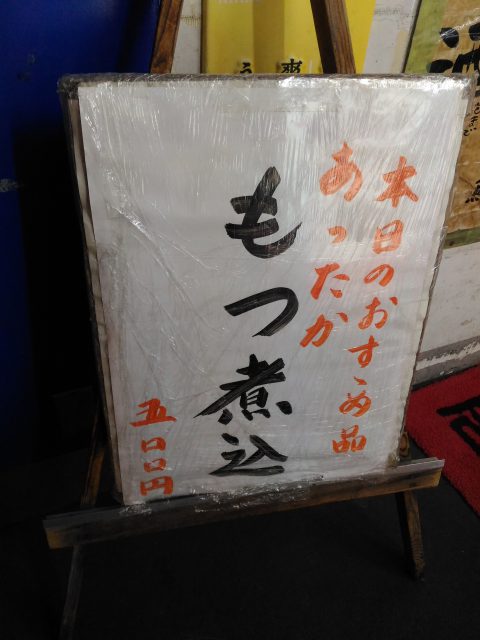 本日のおすゝめ品
あったか
もつ煮込
五〇〇円